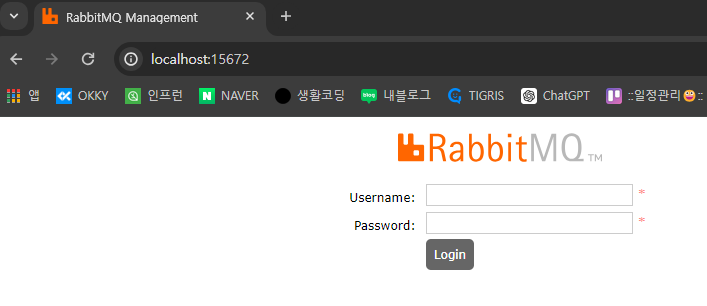 RabbitMQ Management
localhost:15672
앱 OKKY 인프런 NAVER 생활코딩 blog 내블로그 TIGRIS ChatGPT ::일정관리😀::
RabbitMQ TM
Username: *
Password: *
Login